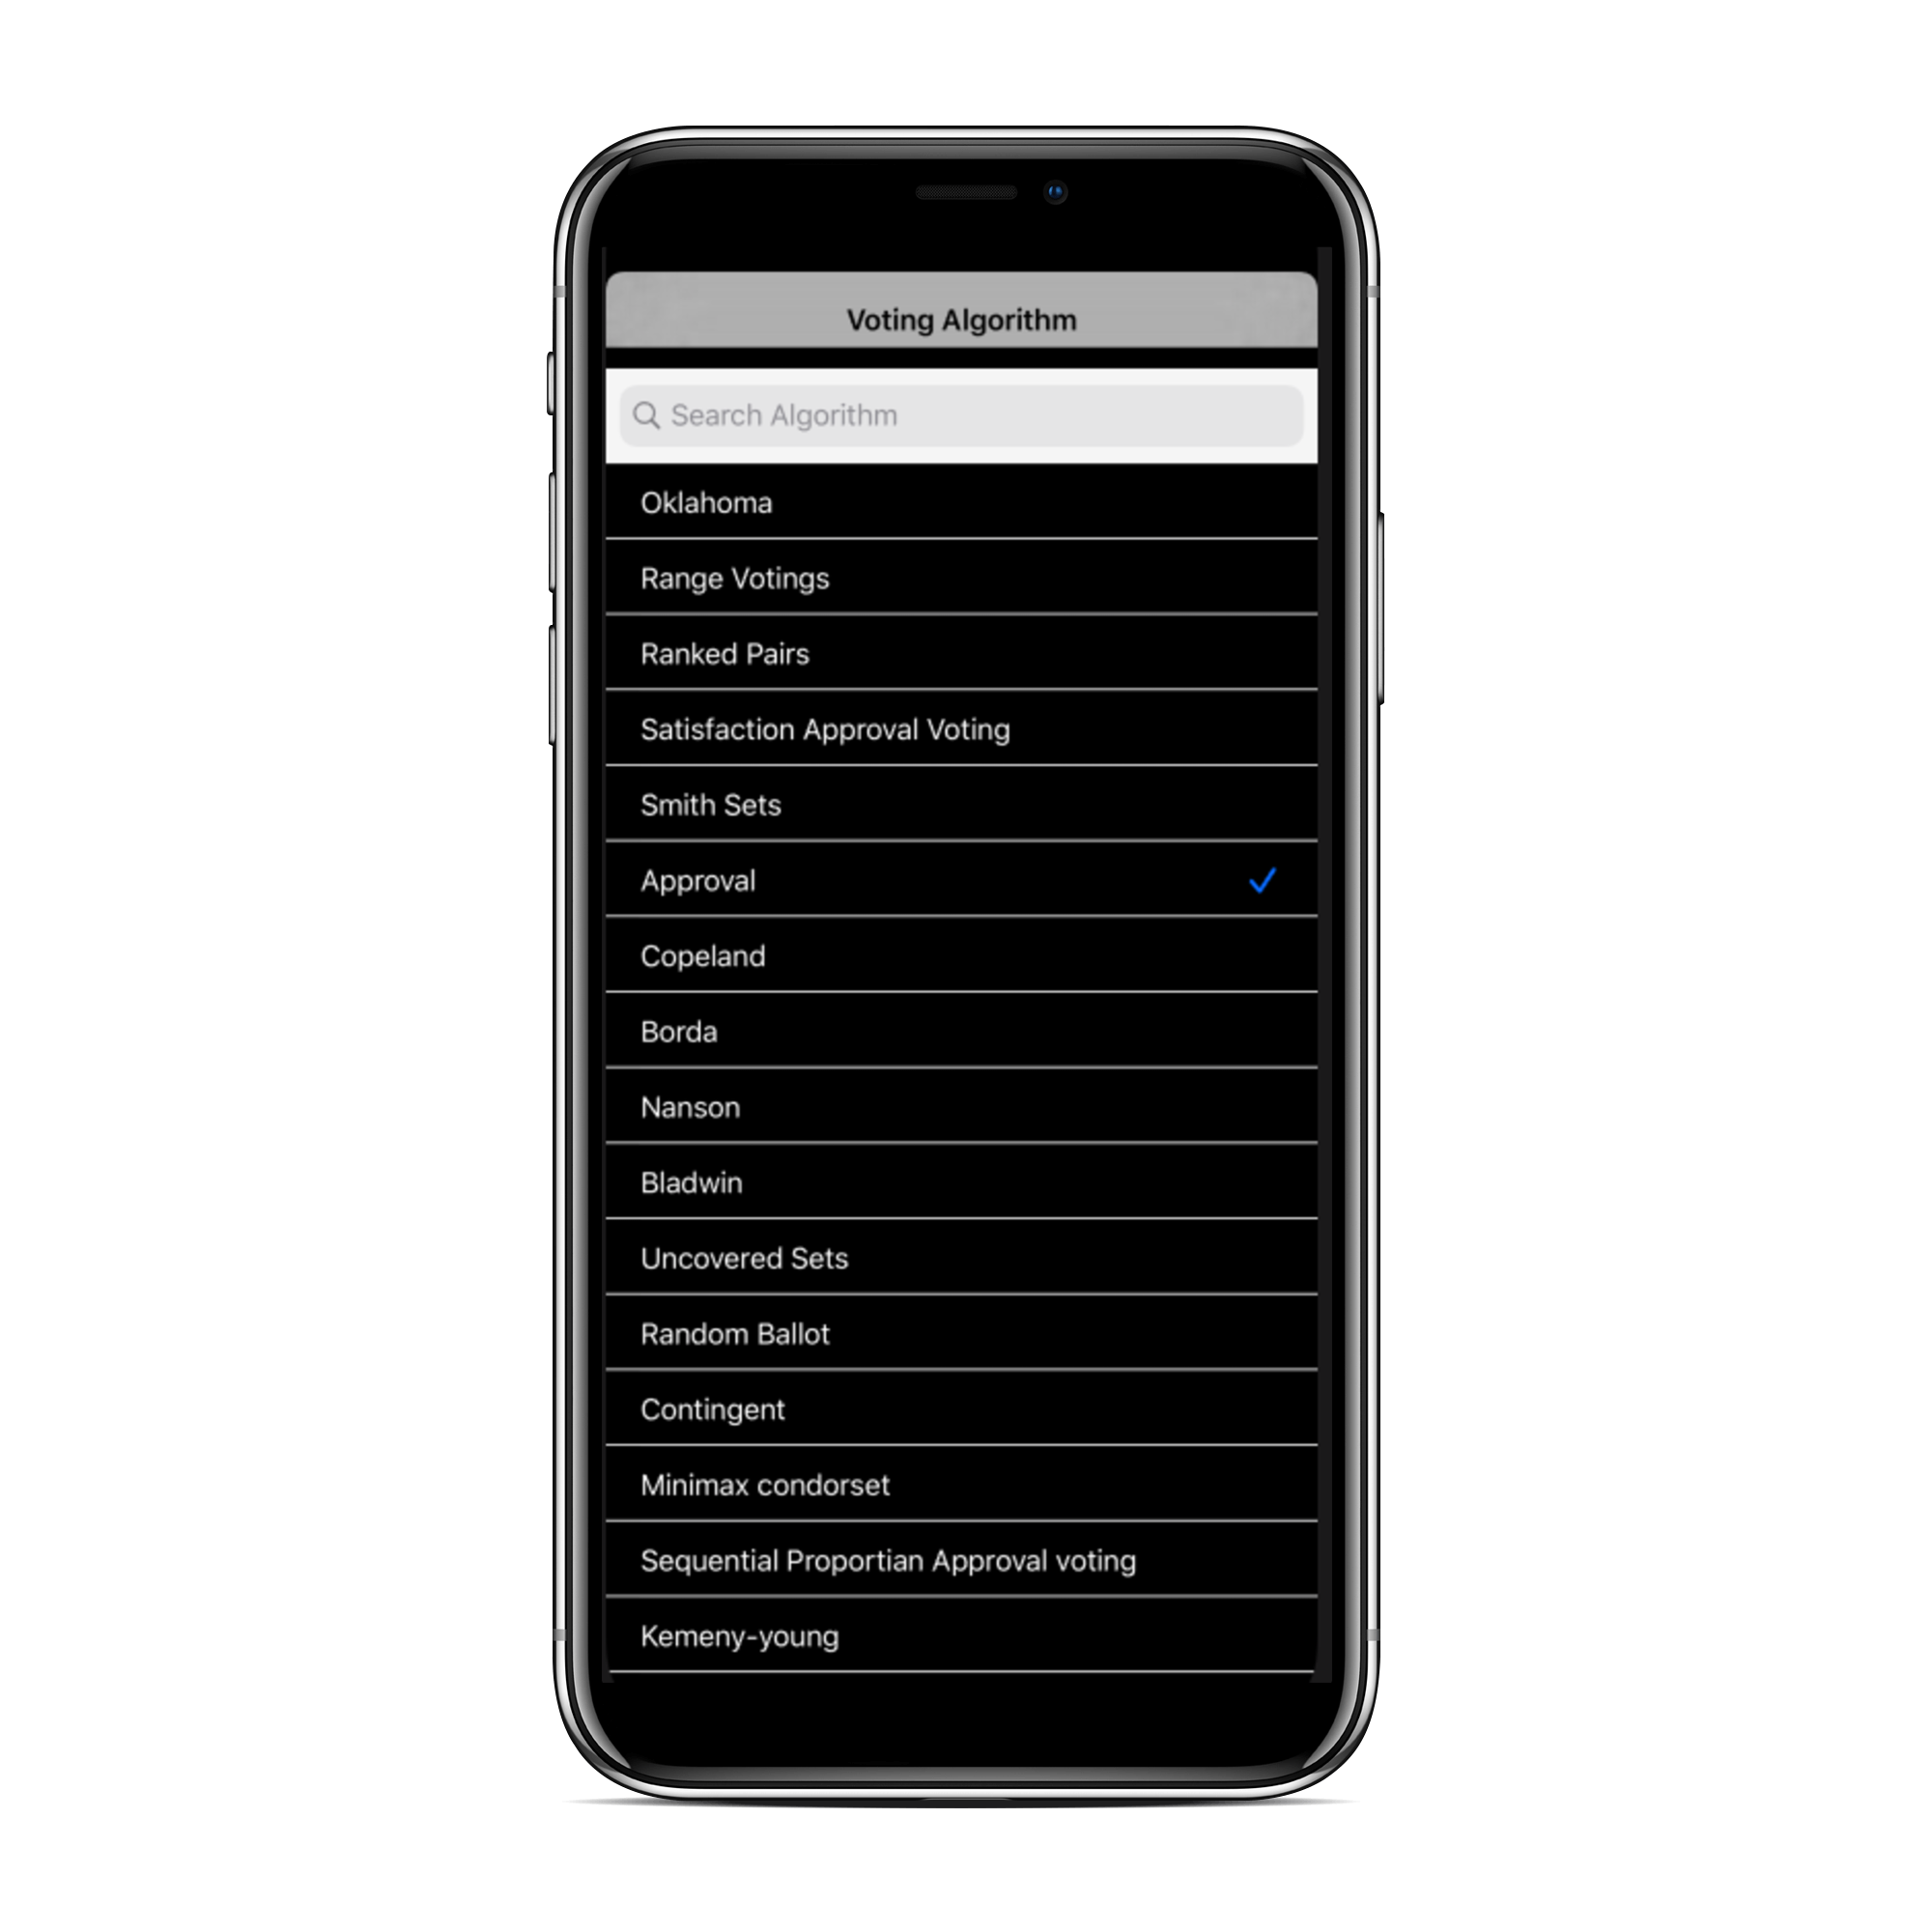 Voting Algorithm
Search Algorithm
Oklahoma
Range Votings
Ranked Pairs
Satisfaction Approval Voting
Smith Sets
Approval
Copeland
Borda
Nanson
Bladwin
Uncovered Sets
Random Ballot
Contingent
Minimax condorset
Sequential Proportian Approval voting
Kemeny-young